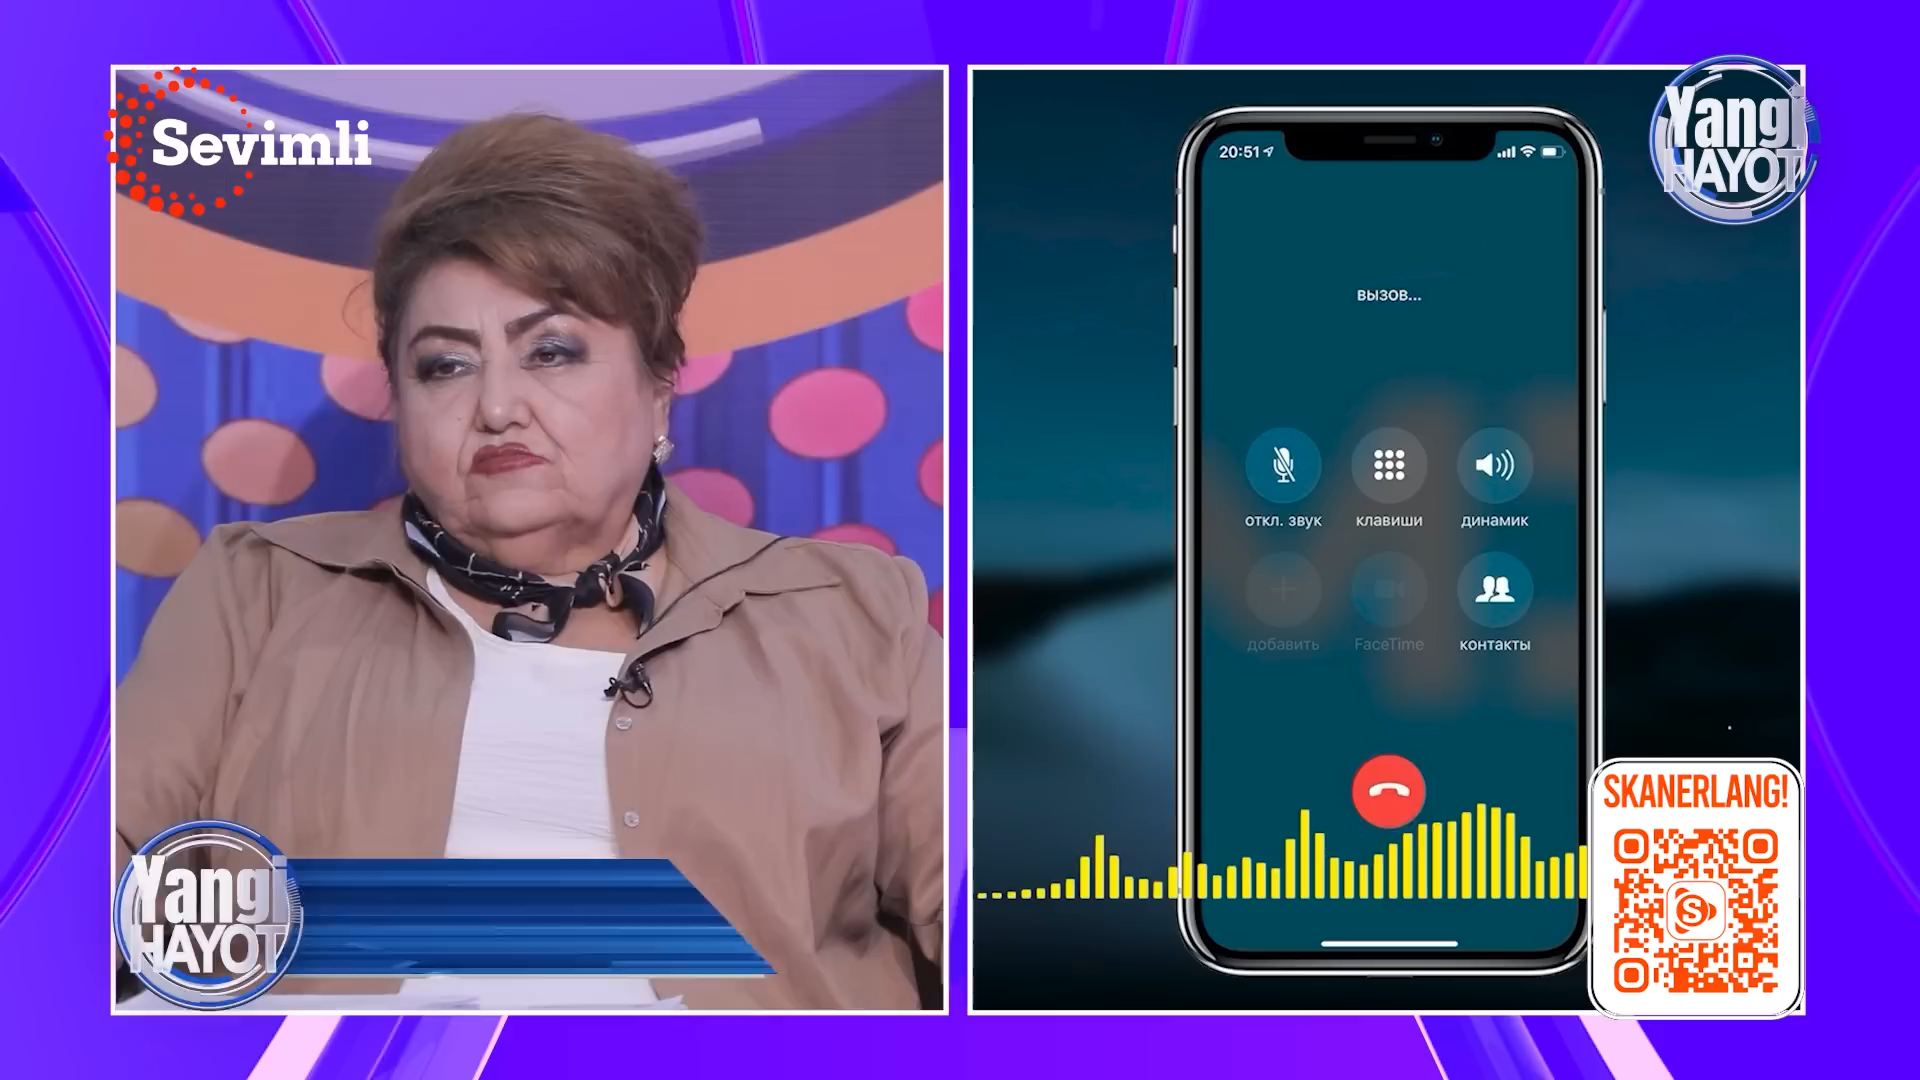 Sevimli
Yangi
HAYOT
20:51
вызов...
откл. звук
клавиши
динамик
добавить
FaceTime
контакты
SKANERLANG!
Yangi
HAYOT